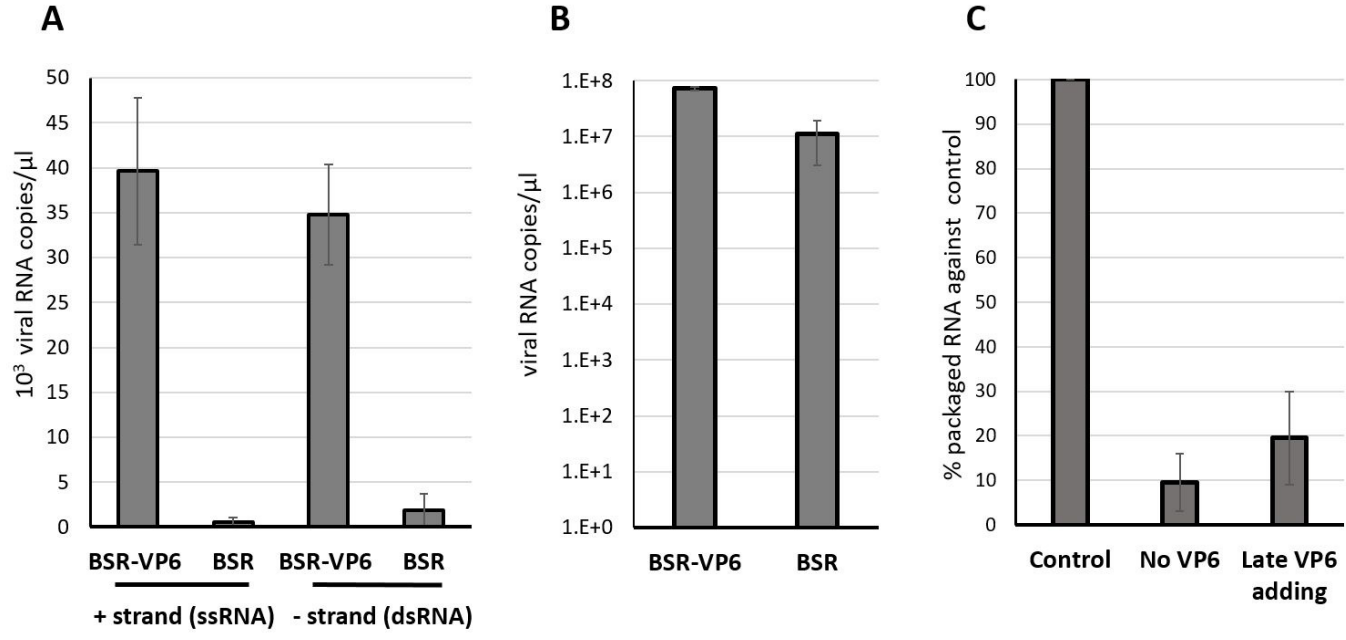 A
10³ viral RNA copies/µl
50
45
40
35
30
25
20
15
10
5
0
BSR-VP6 BSR BSR-VP6 BSR
+ strand (ssRNA) - strand (dsRNA)
B
viral RNA copies/µl
1.E+8
1.E+7
1.E+6
1.E+5
1.E+4
1.E+3
1.E+2
1.E+1
1.E+0
BSR-VP6 BSR
C
% packaged RNA against control
100
90
80
70
60
50
40
30
20
10
0
Control No VP6 Late VP6
adding